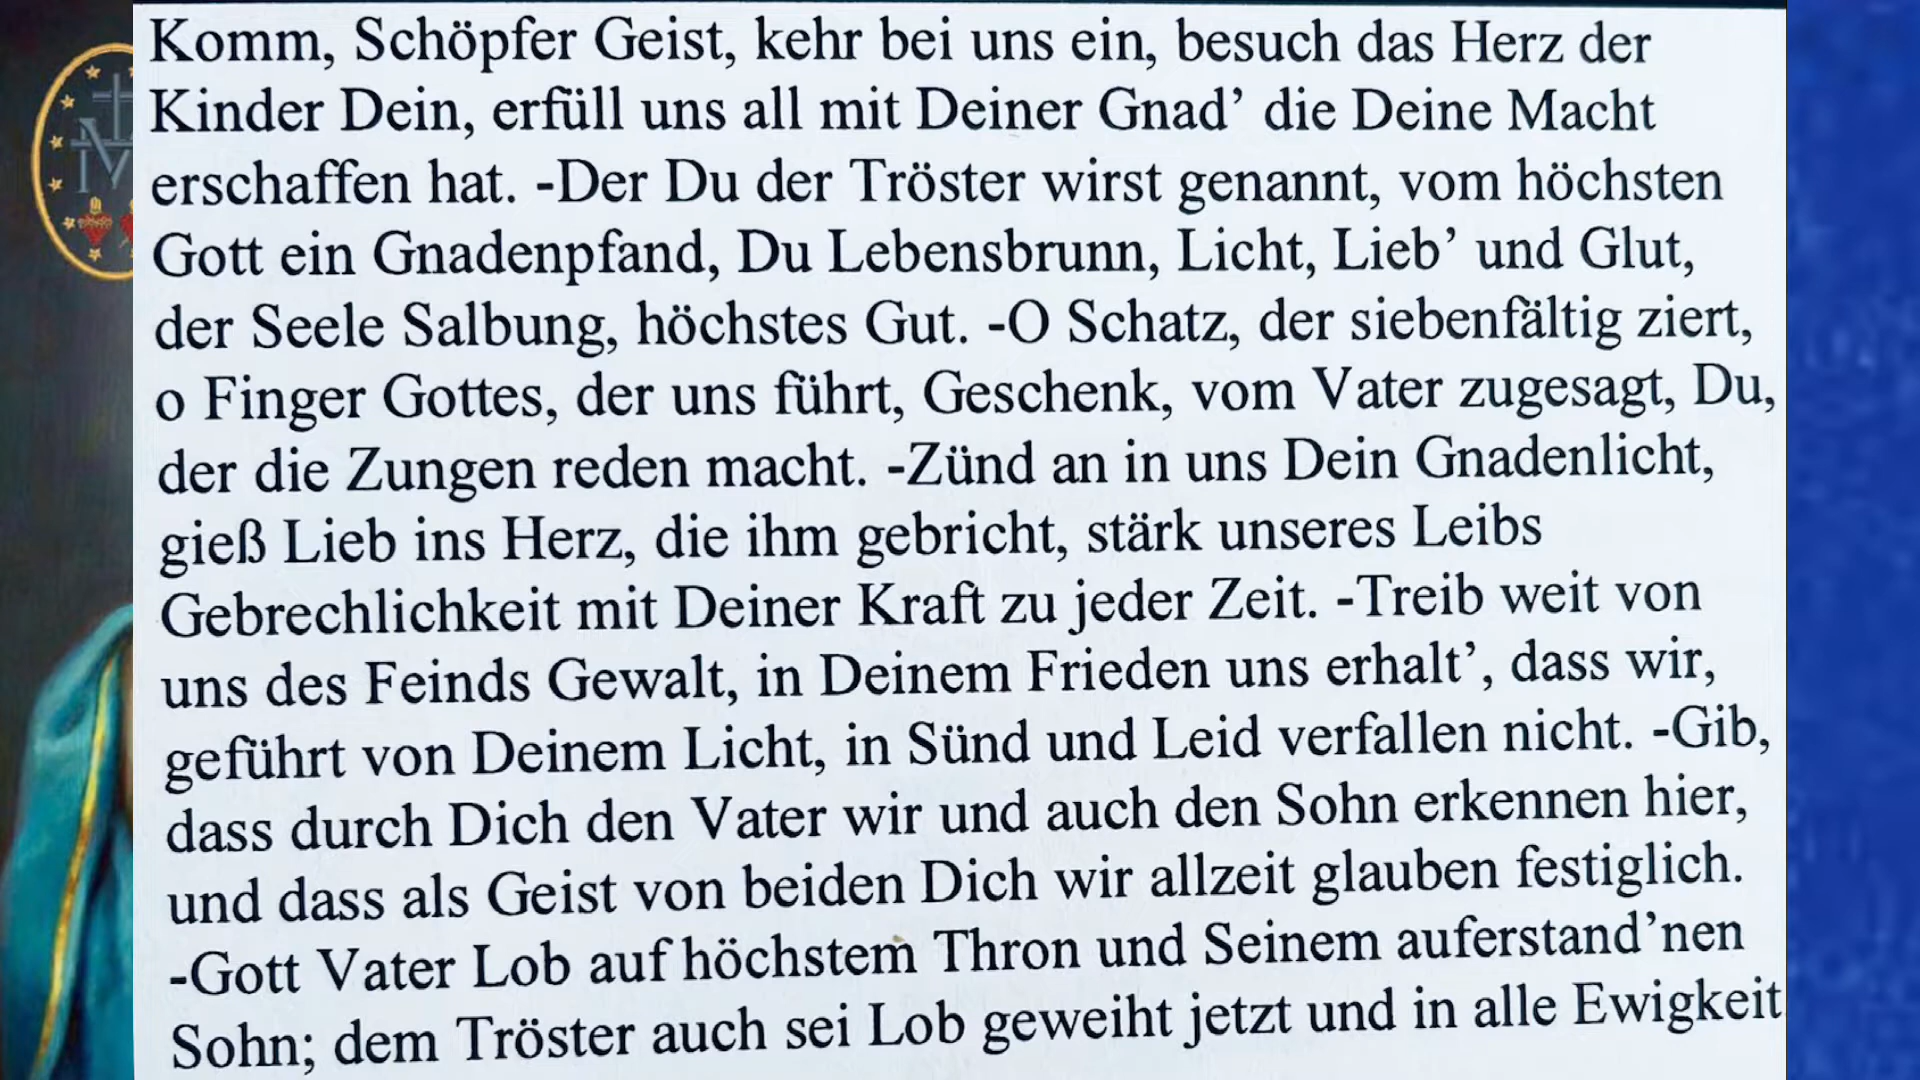 Komm, Schöpfer Geist, kehr bei uns ein, besuch das Herz der
Kinder Dein, erfüll uns all mit Deiner Gnad’ die Deine Macht
erschaffen hat. -Der Du der Tröster wirst genannt, vom höchsten
Gott ein Gnadenpfand, Du Lebensbrunn, Licht, Lieb’ und Glut,
der Seele Salbung, höchstes Gut. -O Schatz, der siebenfältig ziert,
o Finger Gottes, der uns führt, Geschenk, vom Vater zugesagt, Du,
der die Zungen reden macht. -Zünd an in uns Dein Gnadenlicht,
gieß Lieb ins Herz, die ihm gebricht, stärk unseres Leibs
Gebrechlichkeit mit Deiner Kraft zu jeder Zeit. -Treib weit von
uns des Feinds Gewalt, in Deinem Frieden uns erhalt’, dass wir,
geführt von Deinem Licht, in Sünd und Leid verfallen nicht. -Gib,
dass durch Dich den Vater wir und auch den Sohn erkennen hier,
und dass als Geist von beiden Dich wir allzeit glauben festiglich.
-Gott Vater Lob auf höchstem Thron und Seinem auferstand’nen
Sohn; dem Tröster auch sei Lob geweiht jetzt und in alle Ewigkeit